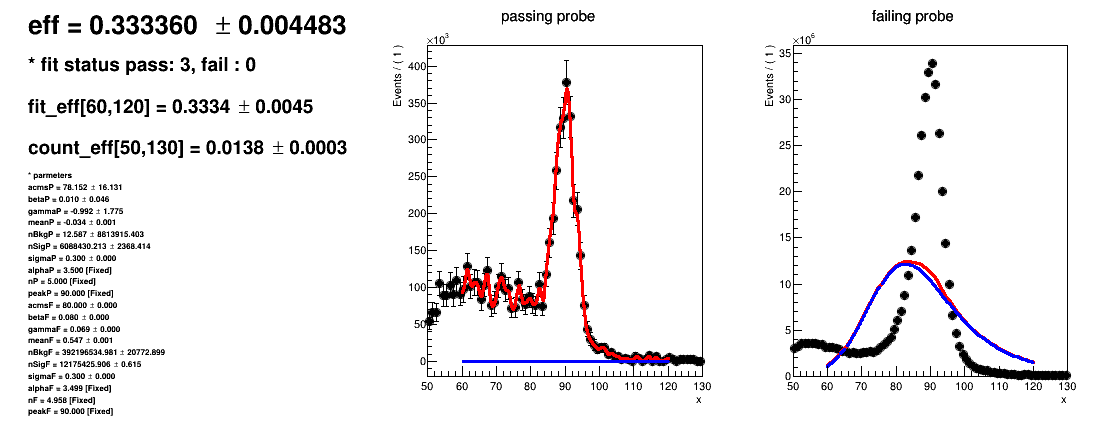 eff = 0.333360 ± 0.004483
* fit status pass: 3, fail : 0
fit_eff[60,120] = 0.3334 ± 0.0045
count_eff[50,130] = 0.0138 ± 0.0003
* parmeters
acmsP = 78.152 ± 16.131
betaP = 0.010 ± 0.046
gammaP = -0.992 ± 1.775
meanP = -0.034 ± 0.001
nBkgP = 12.587 ± 8813915.403
nSigP = 6088430.213 ± 2368.414
sigmaP = 0.300 ± 0.000
alphaP = 3.500 [Fixed]
nP = 5.000 [Fixed]
peakP = 90.000 [Fixed]
acmsF = 80.000 ± 0.000
betaF = 0.080 ± 0.000
gammaF = 0.069 ± 0.000
meanF = 0.547 ± 0.001
nBkgF = 392196534.981 ± 20772.899
nSigF = 12175425.906 ± 0.615
sigmaF = 0.300 ± 0.000
alphaF = 3.499 [Fixed]
nF = 4.958 [Fixed]
peakF = 90.000 [Fixed]
passing probe
×10³
Events / ( 1 )
400
350
300
250
200
150
100
50
0
50 60 70 80 90 100 110 120 130
x
failing probe
×10⁶
Events / ( 1 )
35
30
25
20
15
10
5
0
50 60 70 80 90 100 110 120 130
x